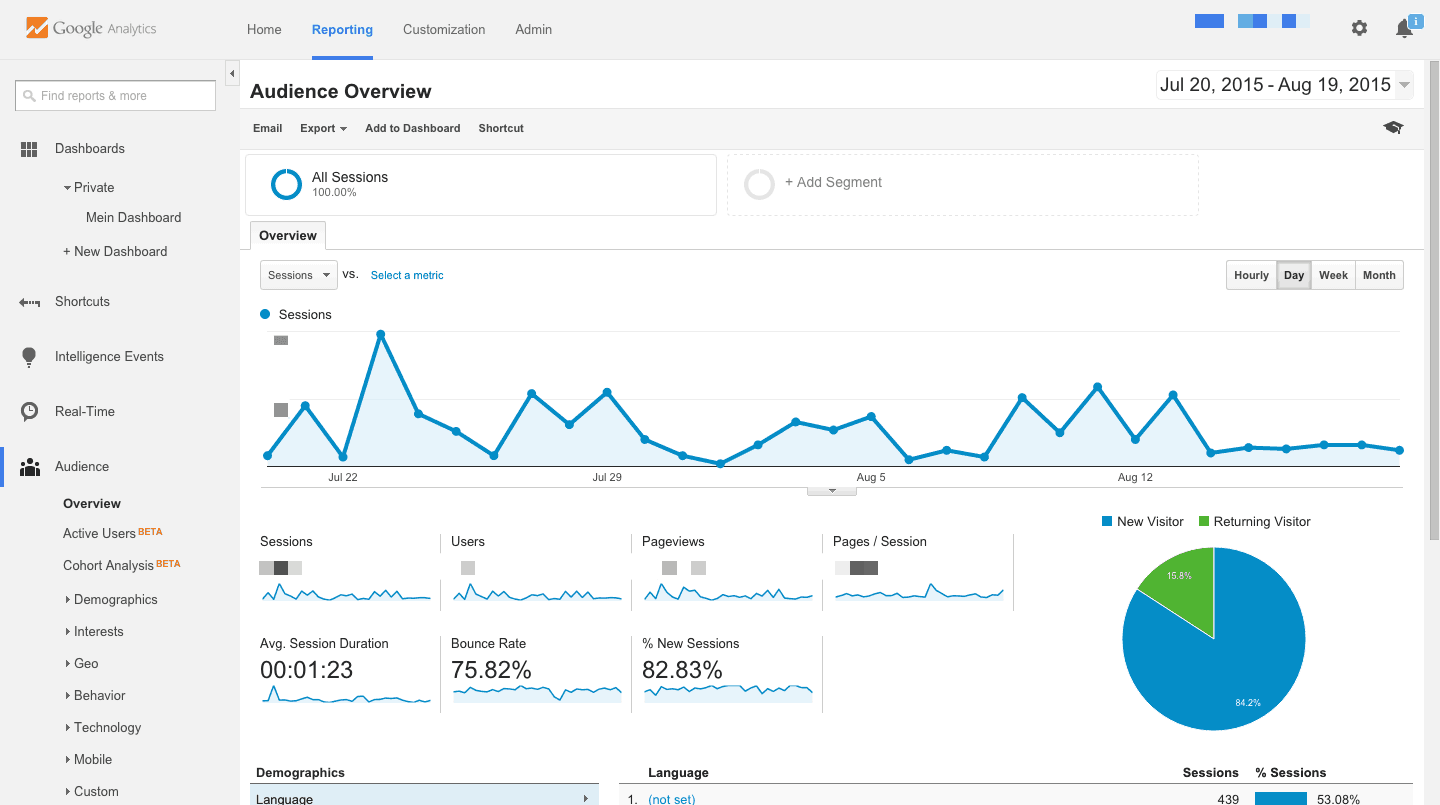 Google Analytics
Home Reporting Customization Admin
i
Find reports & more
Audience Overview
Jul 20, 2015 - Aug 19, 2015
Email Export Add to Dashboard Shortcut
Dashboards
Private
Mein Dashboard
+ New Dashboard
Shortcuts
Intelligence Events
Real-Time
Audience
Overview
Active Users BETA
Cohort Analysis BETA
Demographics
Interests
Geo
Behavior
Technology
Mobile
Custom
All Sessions
100.00%
+ Add Segment
Overview
Sessions VS. Select a metric
Hourly Day Week Month
Sessions
Jul 22 Jul 29 Aug 5 Aug 12
Sessions Users Pageviews Pages / Session
Avg. Session Duration Bounce Rate % New Sessions
00:01:23 75.82% 82.83%
New Visitor Returning Visitor
15.8%
84.2%
Demographics
Language
Language Sessions % Sessions
1. (not set) 439 53.08%